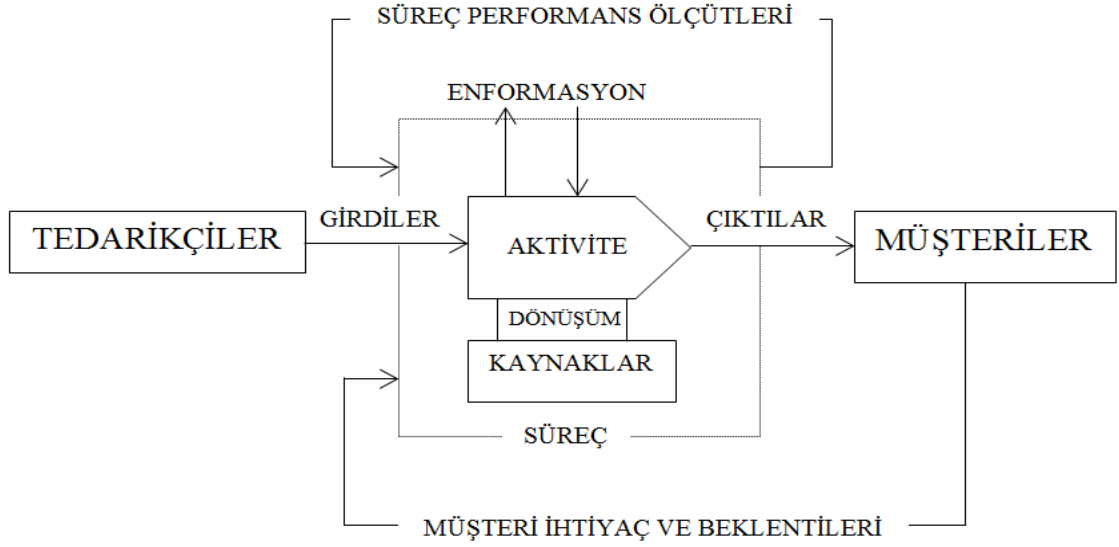 SÜREÇ PERFORMANS ÖLÇÜTLERİ
ENFORMASYON
TEDARİKÇİLER
GİRDİLER
AKTİVİTE
ÇIKTILAR
MÜŞTERİLER
DÖNÜŞÜM
KAYNAKLAR
SÜREÇ
MÜŞTERİ İHTİYAÇ VE BEKLENTİLERİ